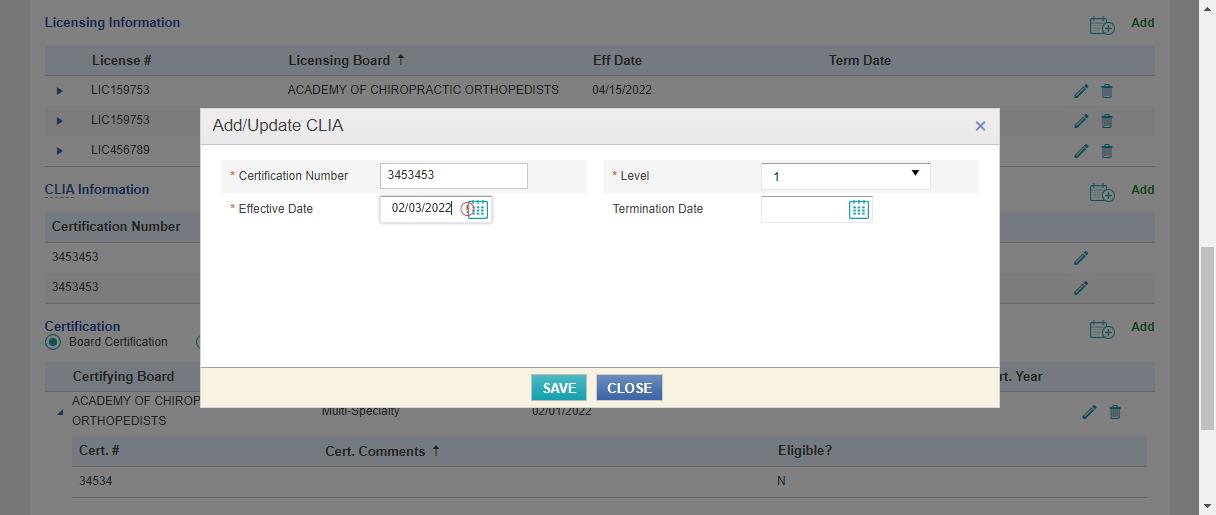 Licensing Information
Add
License # Licensing Board ↑ Eff Date Term Date
LIC159753 ACADEMY OF CHIROPRACTIC ORTHOPEDISTS 04/15/2022
LIC159753
LIC456789
Add/Update CLIA ×
* Certification Number 3453453 * Level 1
* Effective Date 02/03/2022 Termination Date
SAVE CLOSE
CLIA Information
Add
Certification Number
3453453
3453453
Certification
Add
Board Certification
Certifying Board rt. Year
ACADEMY OF CHIROP
ORTHOPEDISTS
Multi-Specialty 02/01/2022
Cert. # Cert. Comments ↑ Eligible?
34534 N